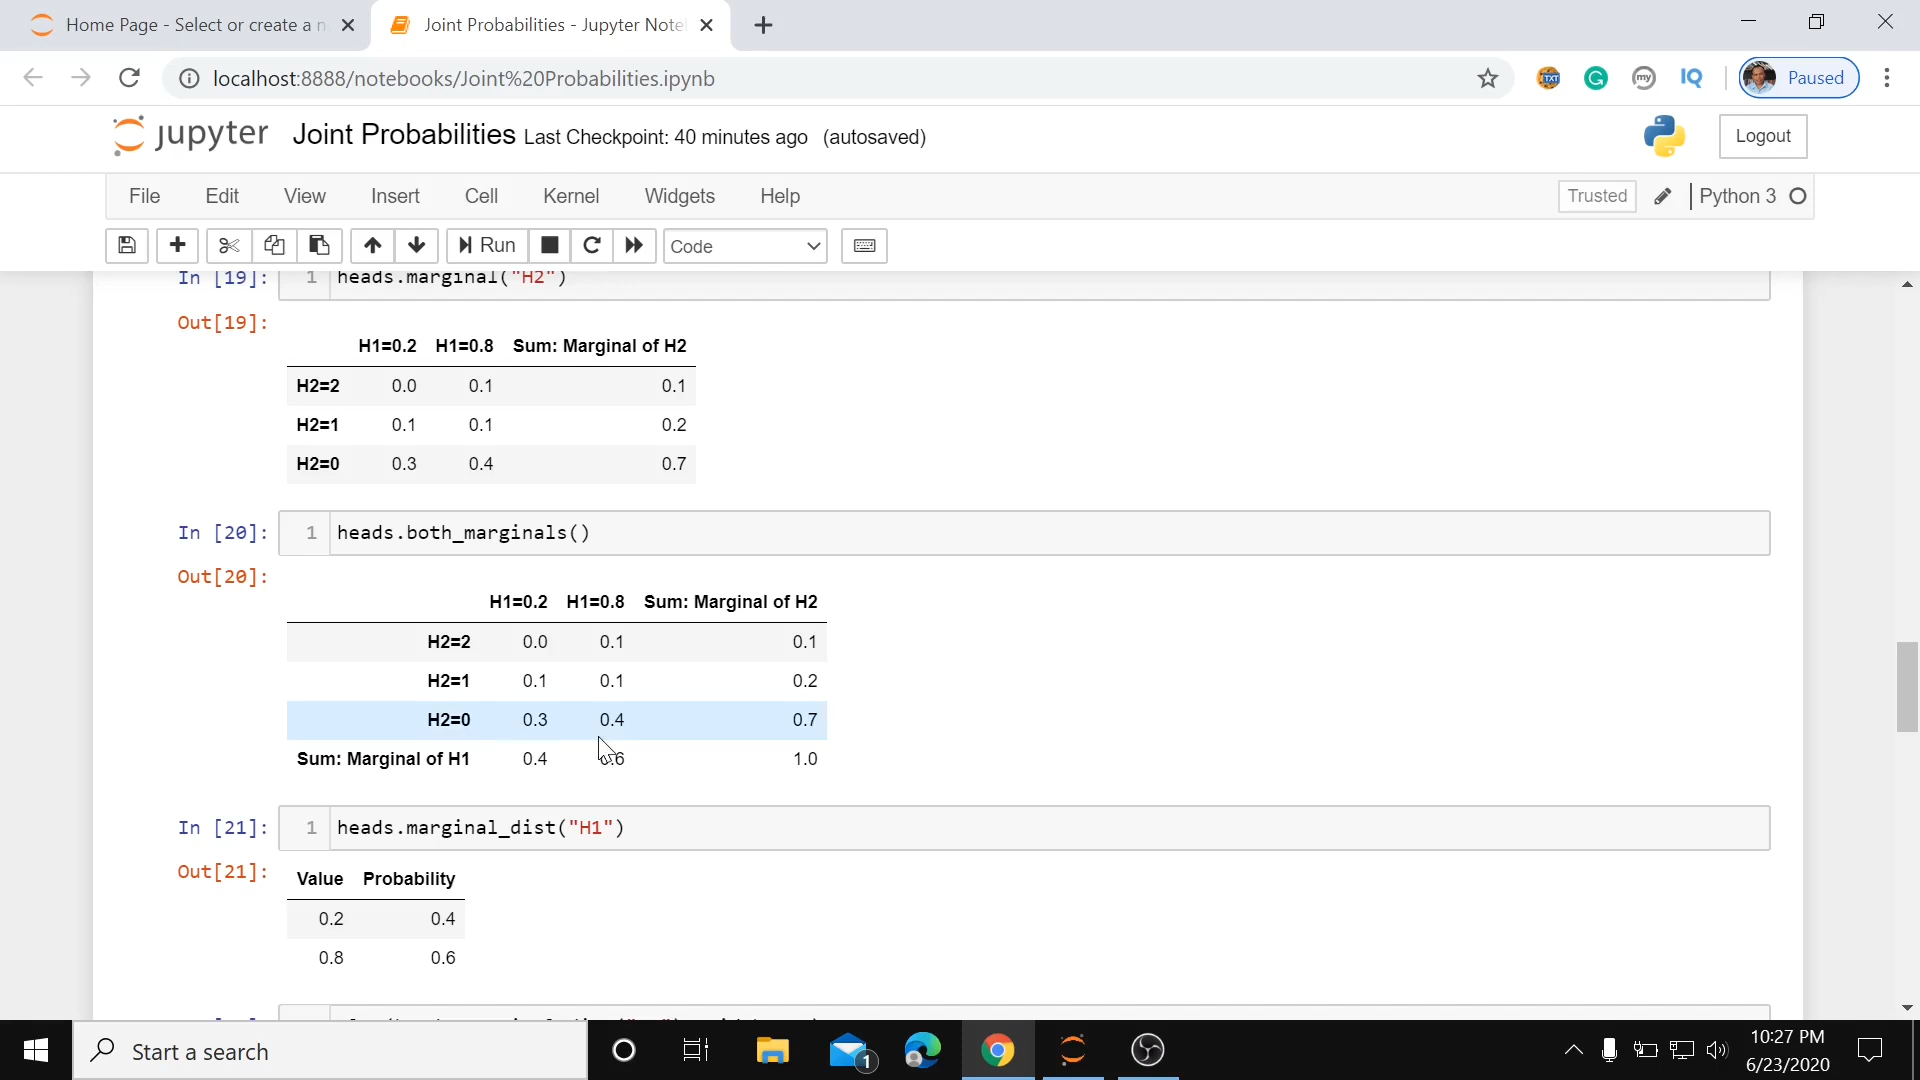 Home Page - Select or create a n
Joint Probabilities - Jupyter Note
localhost:8888/notebooks/Joint%20Probabilities.ipynb
TXT
G
my
IQ
Paused
jupyter
Joint Probabilities Last Checkpoint: 40 minutes ago (autosaved)
Logout
File Edit View Insert Cell Kernel Widgets Help
Trusted
Python 3
Run
Code
In [19]: 1 heads.marginal("H2")
Out[19]:
H1=0.2 H1=0.8 Sum: Marginal of H2
H2=2 0.0 0.1 0.1
H2=1 0.1 0.1 0.2
H2=0 0.3 0.4 0.7
In [20]: 1 heads.both_marginals()
Out[20]:
H1=0.2 H1=0.8 Sum: Marginal of H2
H2=2 0.0 0.1 0.1
H2=1 0.1 0.1 0.2
H2=0 0.3 0.4 0.7
Sum: Marginal of H1 0.4 0.6 1.0
In [21]: 1 heads.marginal_dist("H1")
Out[21]:
Value Probability
0.2 0.4
0.8 0.6
Start a search
1
10:27 PM
6/23/2020